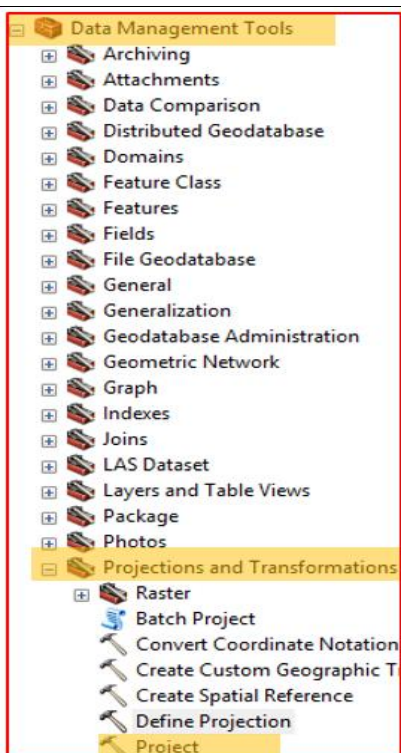 Data Management Tools
Archiving
Attachments
Data Comparison
Distributed Geodatabase
Domains
Feature Class
Features
Fields
File Geodatabase
General
Generalization
Geodatabase Administration
Geometric Network
Graph
Indexes
Joins
LAS Dataset
Layers and Table Views
Package
Photos
Projections and Transformations
Raster
Batch Project
Convert Coordinate Notation
Create Custom Geographic T
Create Spatial Reference
Define Projection
Project